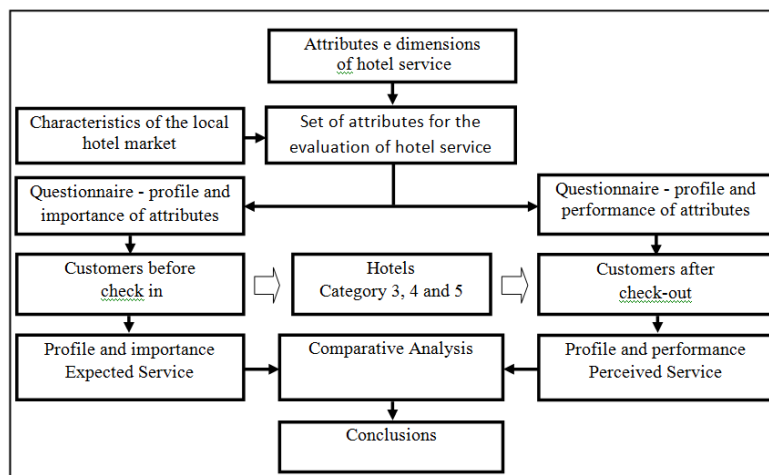 Attributes e dimensions
of hotel service
Characteristics of the local
hotel market
Set of attributes for the
evaluation of hotel service
Questionnaire - profile and
importance of attributes
Questionnaire - profile and
performance of attributes
Customers before
check in
Hotels
Category 3, 4 and 5
Customers after
check-out
Profile and importance
Expected Service
Comparative Analysis
Profile and performance
Perceived Service
Conclusions